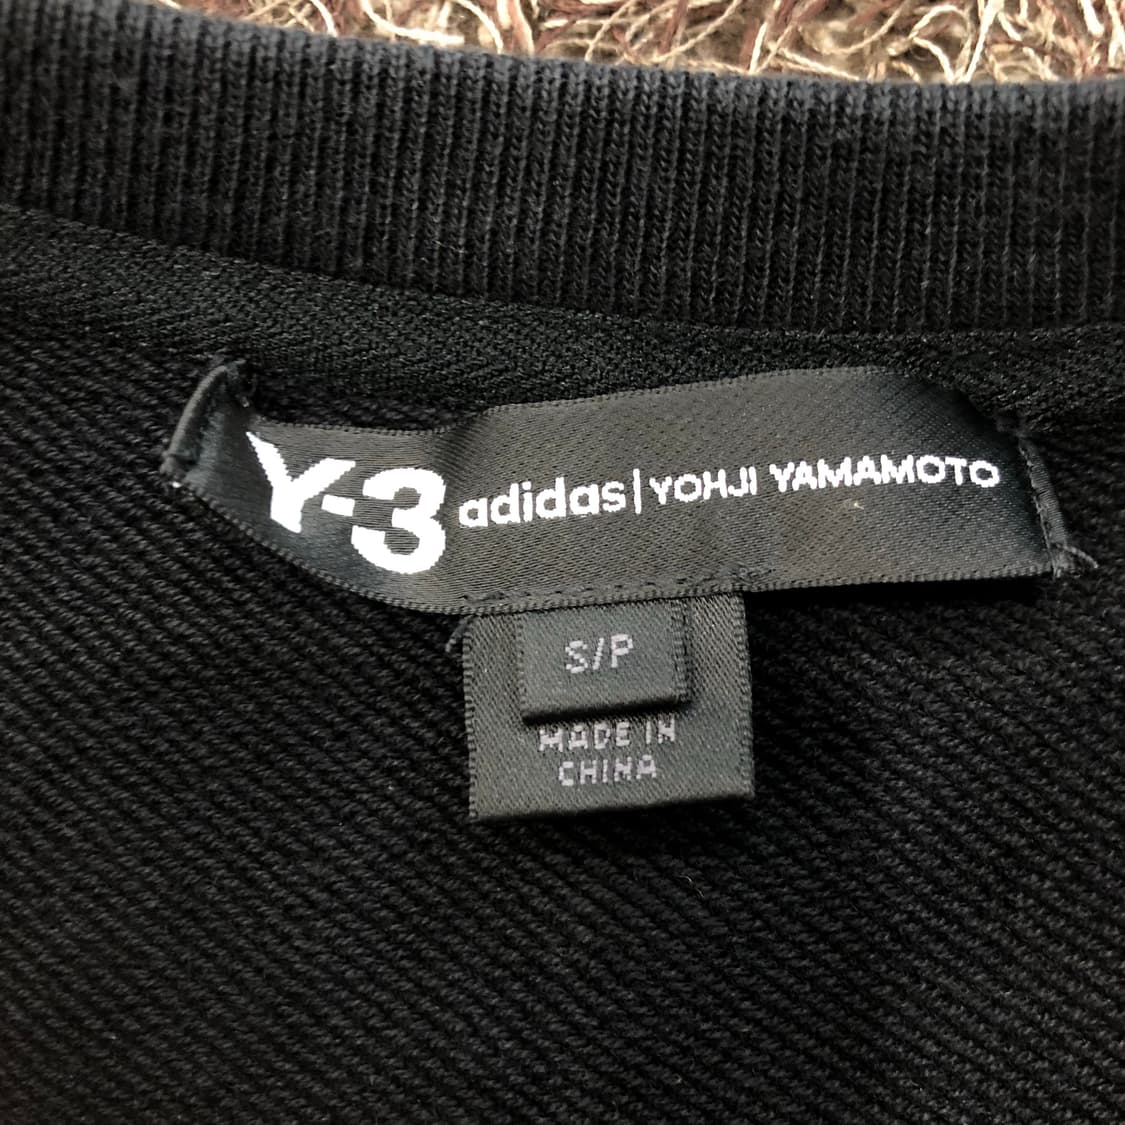 Y-3 adidas|YOHJI YAMAMOTO
S/P
MADE IN
CHINA